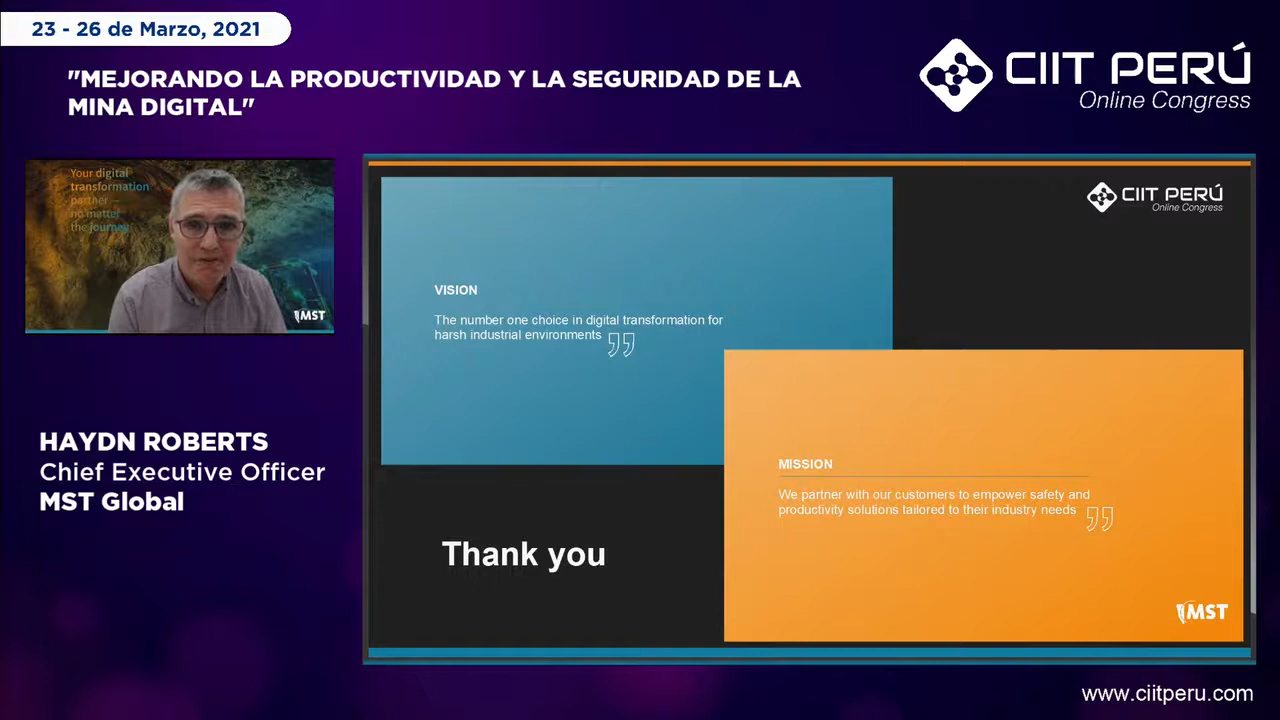 23 - 26 de Marzo, 2021
"MEJORANDO LA PRODUCTIVIDAD Y LA SEGURIDAD DE LA
MINA DIGITAL"
CIIT PERÚ
Online Congress
Your digital
transformation
partner —
no matter
the journey
MST
HAYDN ROBERTS
Chief Executive Officer
MST Global
CIIT PERÚ
Online Congress
VISION
The number one choice in digital transformation for
harsh industrial environments
MISSION
We partner with our customers to empower safety and
productivity solutions tailored to their industry needs
Thank you
MST
www.ciitperu.com